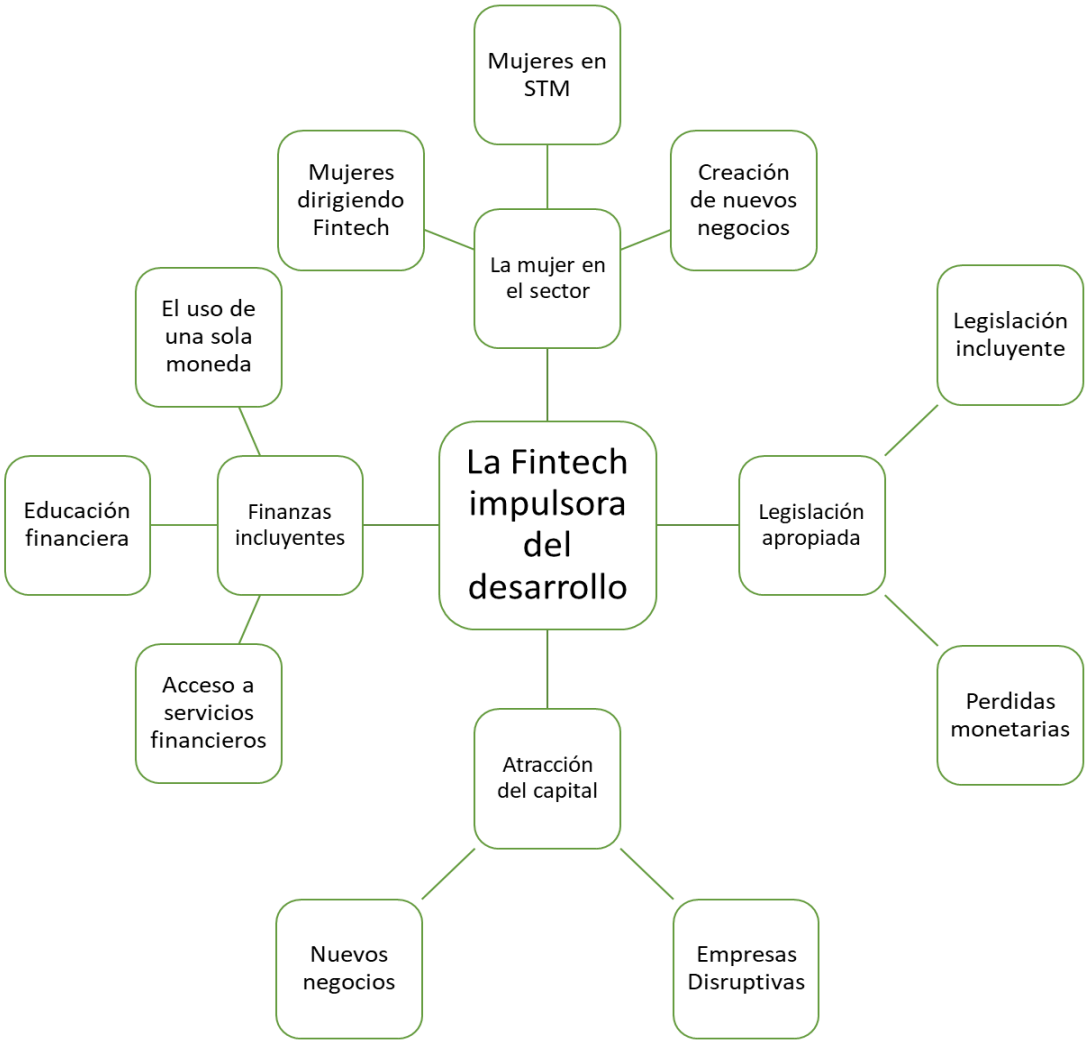 Mujeres en
STM
Mujeres
dirigiendo
Fintech
Creación
de nuevos
negocios
La mujer en
el sector
El uso de
una sola
moneda
Legislación
incluyente
La Fintech
impulsora
del
desarrollo
Educación
financiera
Finanzas
incluyentes
Legislación
apropiada
Acceso a
servicios
financieros
Perdidas
monetarias
Atracción
del capital
Nuevos
negocios
Empresas
Disruptivas